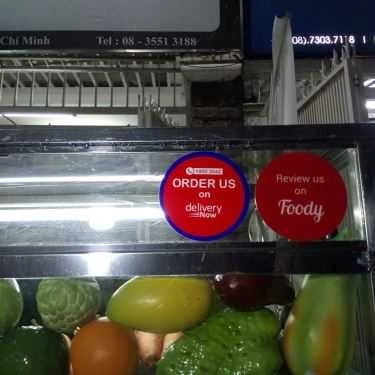 Chí Minh
Tel : 08 - 3551 3188
08).7303.7118
ORDER US
on
delivery
Now
Review us
on
Foody